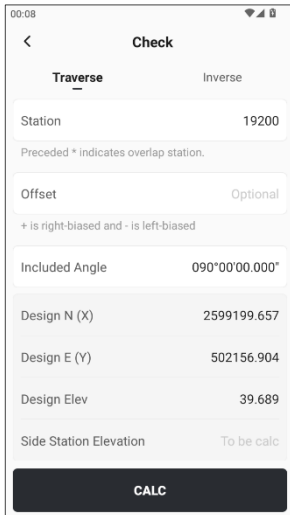 00:08
Check
Traverse Inverse
Station 19200
Preceded * indicates overlap station.
Offset Optional
+ is right-biased and - is left-biased
Included Angle 090°00'00.000"
Design N (X) 2599199.657
Design E (Y) 502156.904
Design Elev 39.689
Side Station Elevation To be calc
CALC